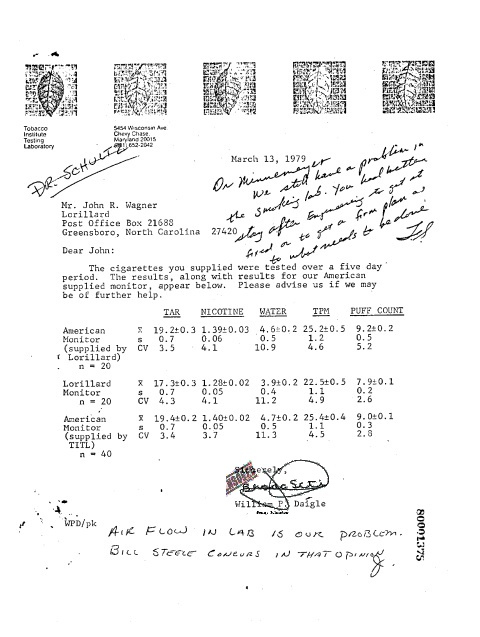 Tobacco
Institute
Testing
Laboratory
5454 Wisconsin Ave.
Chevy Chase,
Maryland 20015
(301) 652-2842
DR. SCHULTZ
March 13, 1979
Dr Minnemeyer
We still have a problem in
the smoking lab. You had better
stay after Engineering to get at
fixed or to get a firm plan as
to what needs to be done
Mr. John R. Wagner
Lorillard
Post Office Box 21688
Greensboro, North Carolina 27420
Dear John:
The cigarettes you supplied were tested over a five day
period. The results, along with results for our American
supplied monitor, appear below. Please advise us if we may
be of further help.
TAR NICOTINE WATER TPM PUFF COUNT
American x̄ 19.2±0.3 1.39±0.03 4.6±0.2 25.2±0.5 9.2±0.2
Monitor s 0.7 0.06 0.5 1.2 0.5
(supplied by CV 3.5 4.1 10.9 4.6 5.2
Lorillard)
n = 20
Lorillard x̄ 17.3±0.3 1.28±0.02 3.9±0.2 22.5±0.5 7.9±0.1
Monitor s 0.7 0.05 0.4 1.1 0.2
n = 20 CV 4.3 4.1 11.2 4.9 2.6
American x̄ 19.4±0.2 1.40±0.02 4.7±0.2 25.4±0.4 9.0±0.1
Monitor s 0.7 0.05 0.5 1.1 0.3
(supplied by CV 3.4 3.7 11.3 4.5 2.8
TITL)
n = 40
Sincerely,
William P. Daigle
WPD/pk
AIR FLOW IN LAB IS OUR PROBLEM.
BILL STEELE CONCURS IN THAT OPINION
80001375